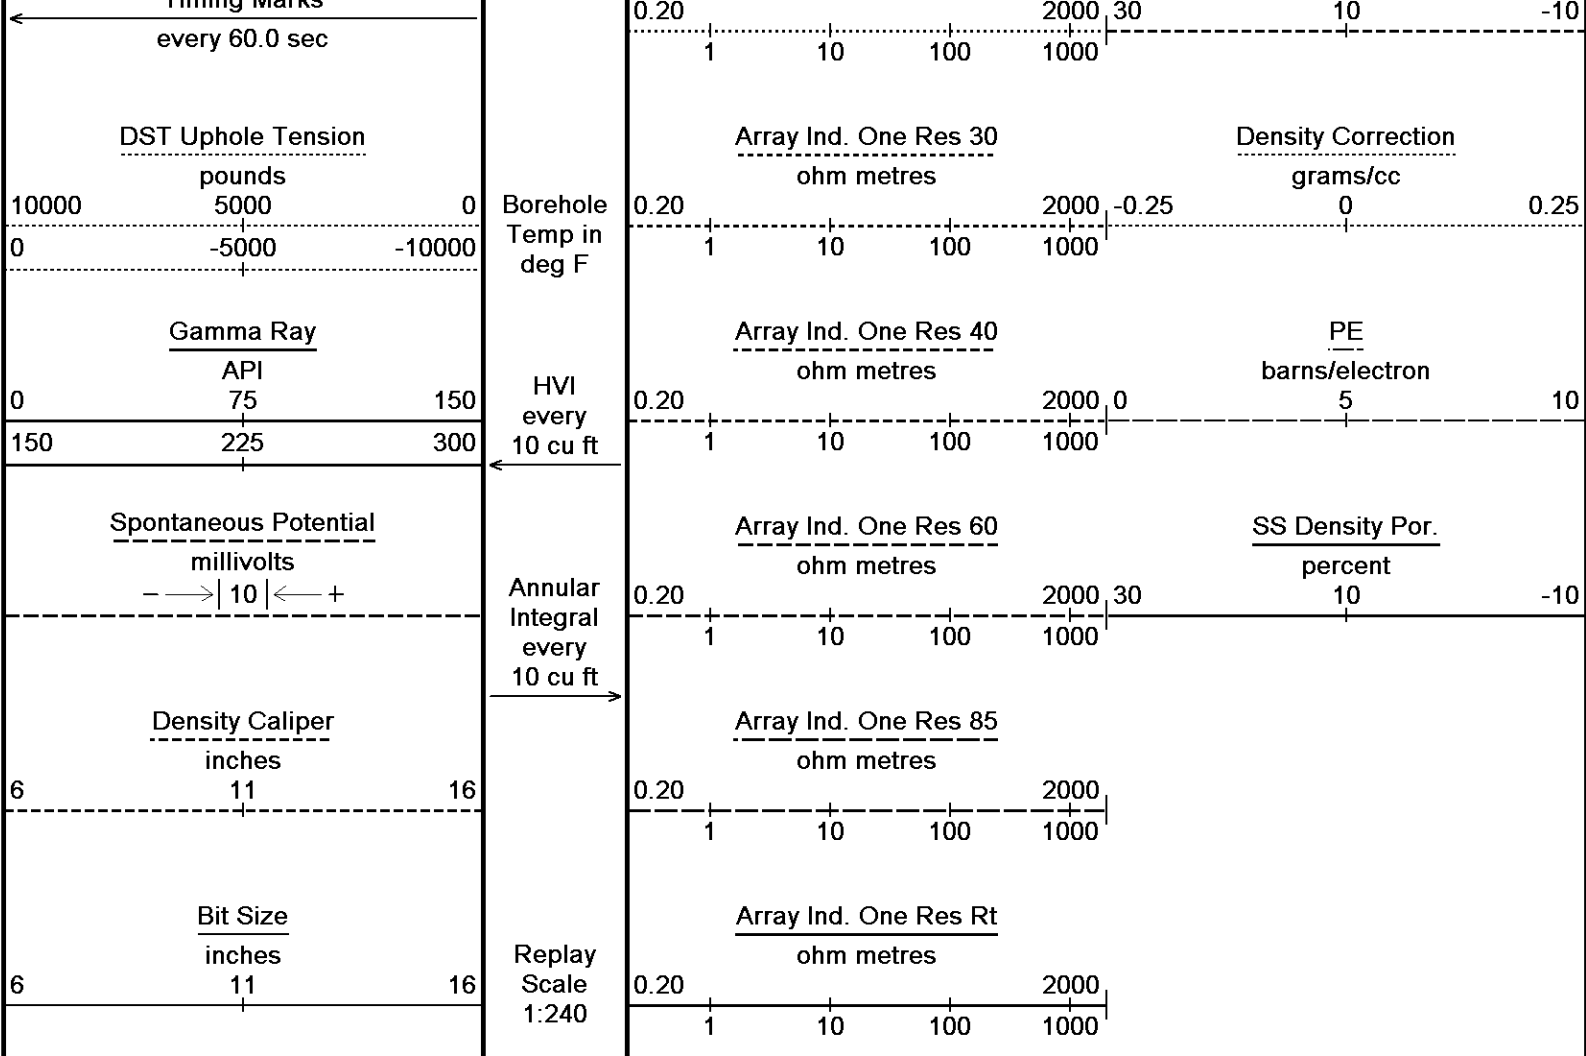 Timing Marks
every 60.0 sec
DST Uphole Tension
pounds
10000 5000 0
0 -5000 -10000
Gamma Ray
API
0 75 150
150 225 300
Spontaneous Potential
millivolts
− 10 +
Density Caliper
inches
6 11 16
Bit Size
inches
6 11 16
Borehole
Temp in
deg F
HVI
every
10 cu ft
Annular
Integral
every
10 cu ft
Replay
Scale
1:240
0.20 2000
1 10 100 1000
Array Ind. One Res 30
ohm metres
0.20 2000
1 10 100 1000
Array Ind. One Res 40
ohm metres
0.20 2000
1 10 100 1000
Array Ind. One Res 60
ohm metres
0.20 2000
1 10 100 1000
Array Ind. One Res 85
ohm metres
0.20 2000
1 10 100 1000
Array Ind. One Res Rt
ohm metres
0.20 2000
1 10 100 1000
30 10 -10
Density Correction
grams/cc
-0.25 0 0.25
PE
barns/electron
0 5 10
SS Density Por.
percent
30 10 -10